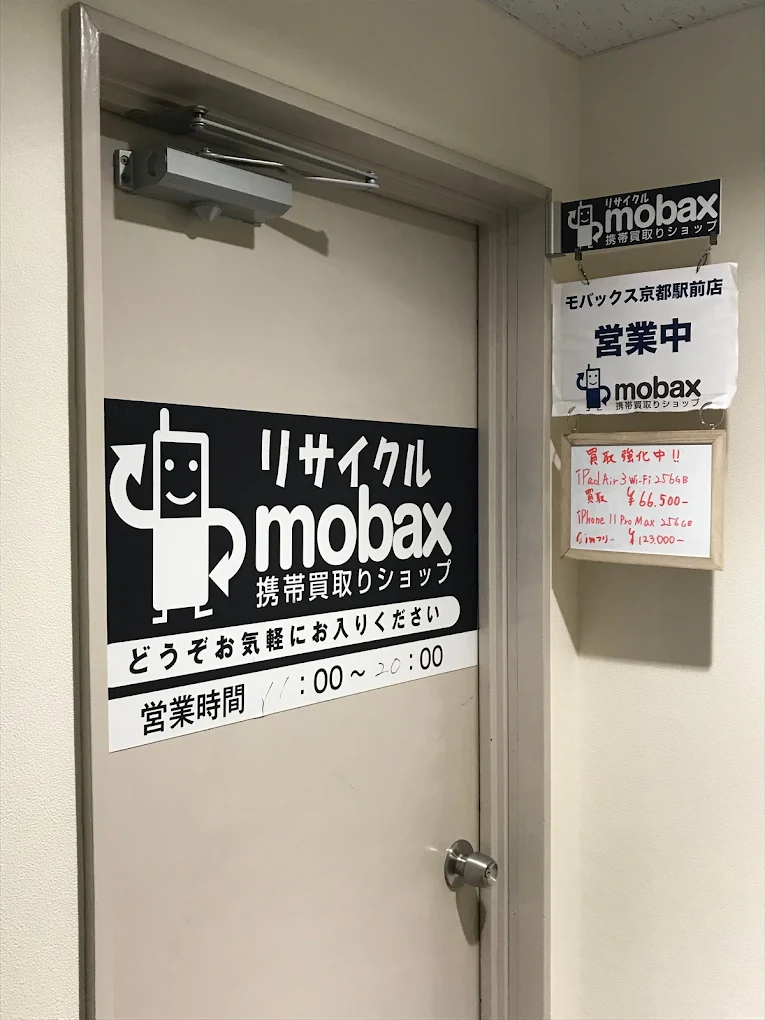 リサイクル
mobax
携帯買取りショップ
どうぞお気軽にお入りください
営業時間 11:00～20:00
リサイクル
mobax
携帯買取りショップ
モバックス京都駅前店
営業中
mobax
携帯買取りショップ
買取強化中!!
iPad Air3 Wi-Fi 256GB
買取 ¥66.500-
iPhone 11 Pro Max 256GB
simフリー ¥123.000-